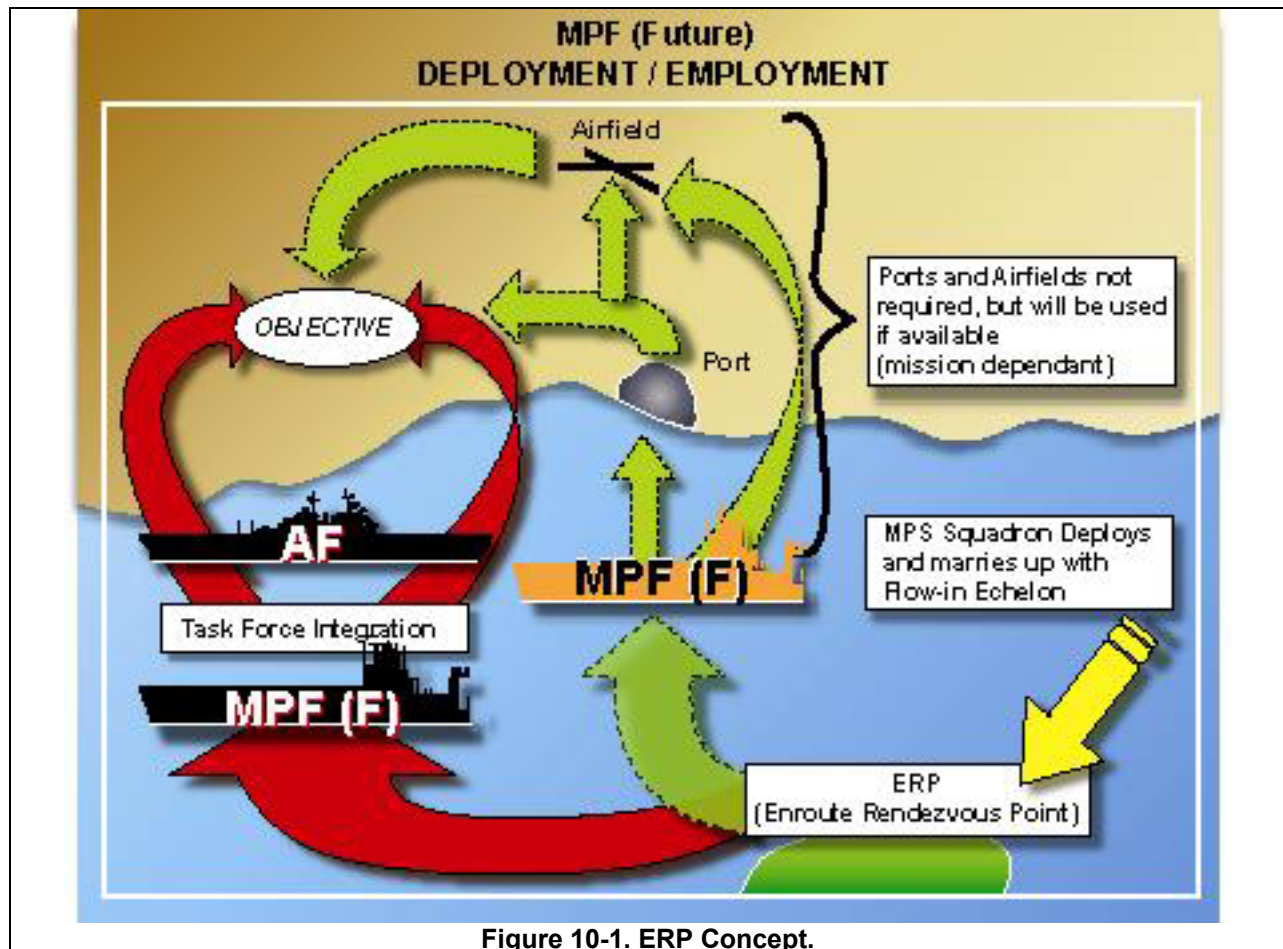 MPF (Future)
DEPLOYMENT / EMPLOYMENT
Airfield
OBJECTIVE
Port
Ports and Airfields not
required, but will be used
if available
(mission dependant)
AF
Task Force Integration
MPF (F)
MPF (F)
MPS Squadron Deploys
and marries up with
Flow-in Echelon
ERP
(Enroute Rendezvous Point)
Figure 10-1. ERP Concept.